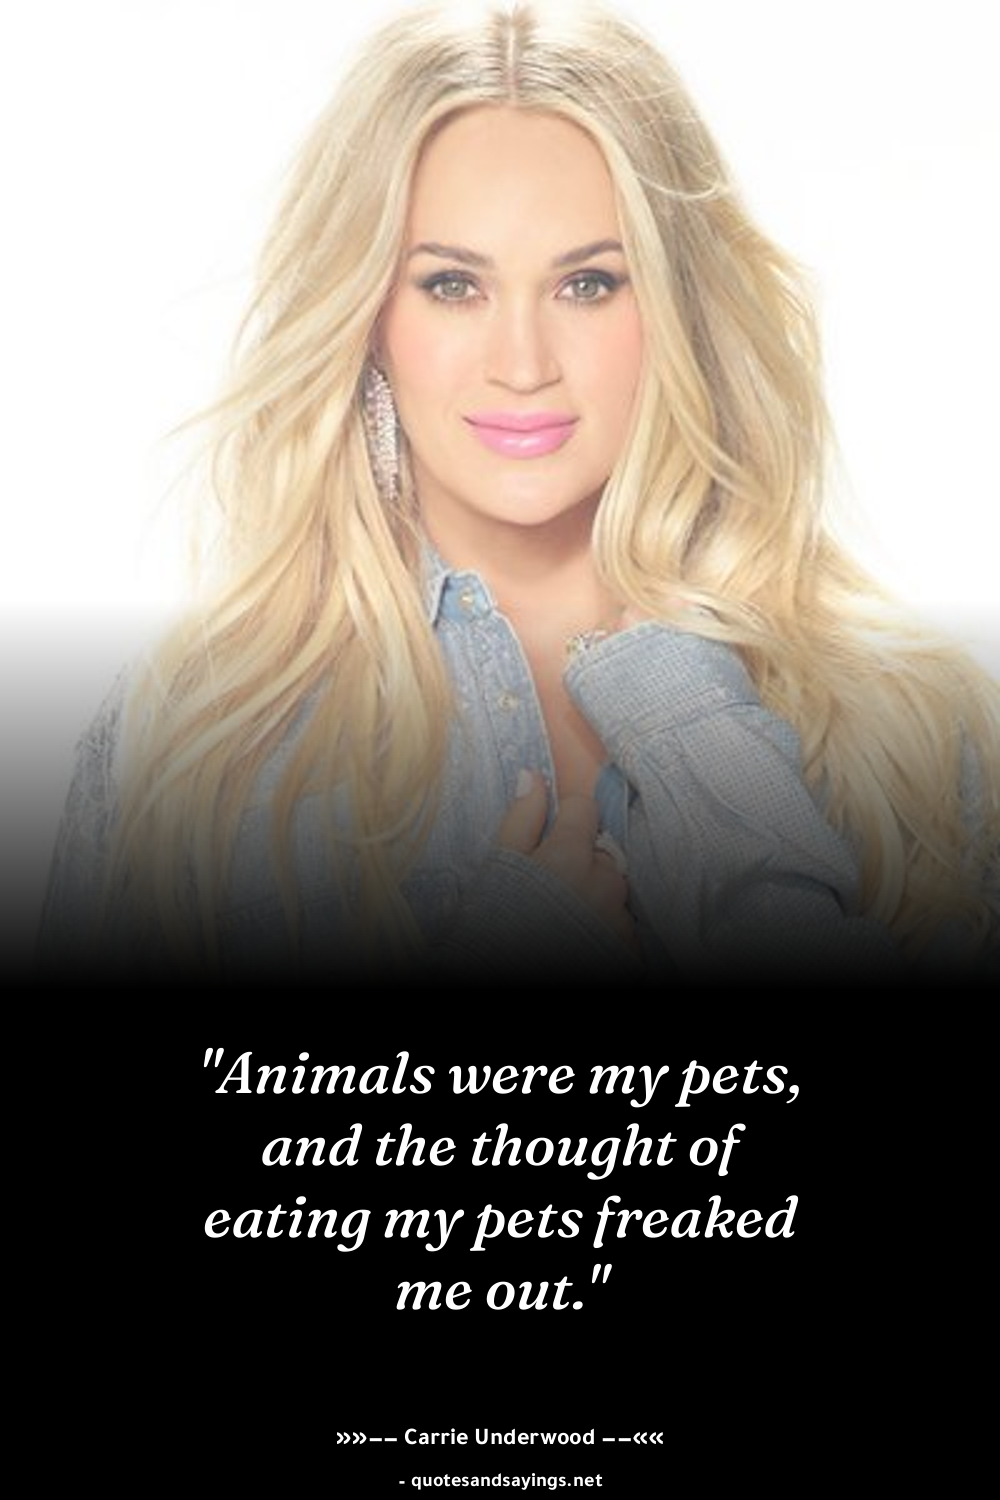 "Animals were my pets,
and the thought of
eating my pets freaked
me out."
»»–– Carrie Underwood ––««
- quotesandsayings.net